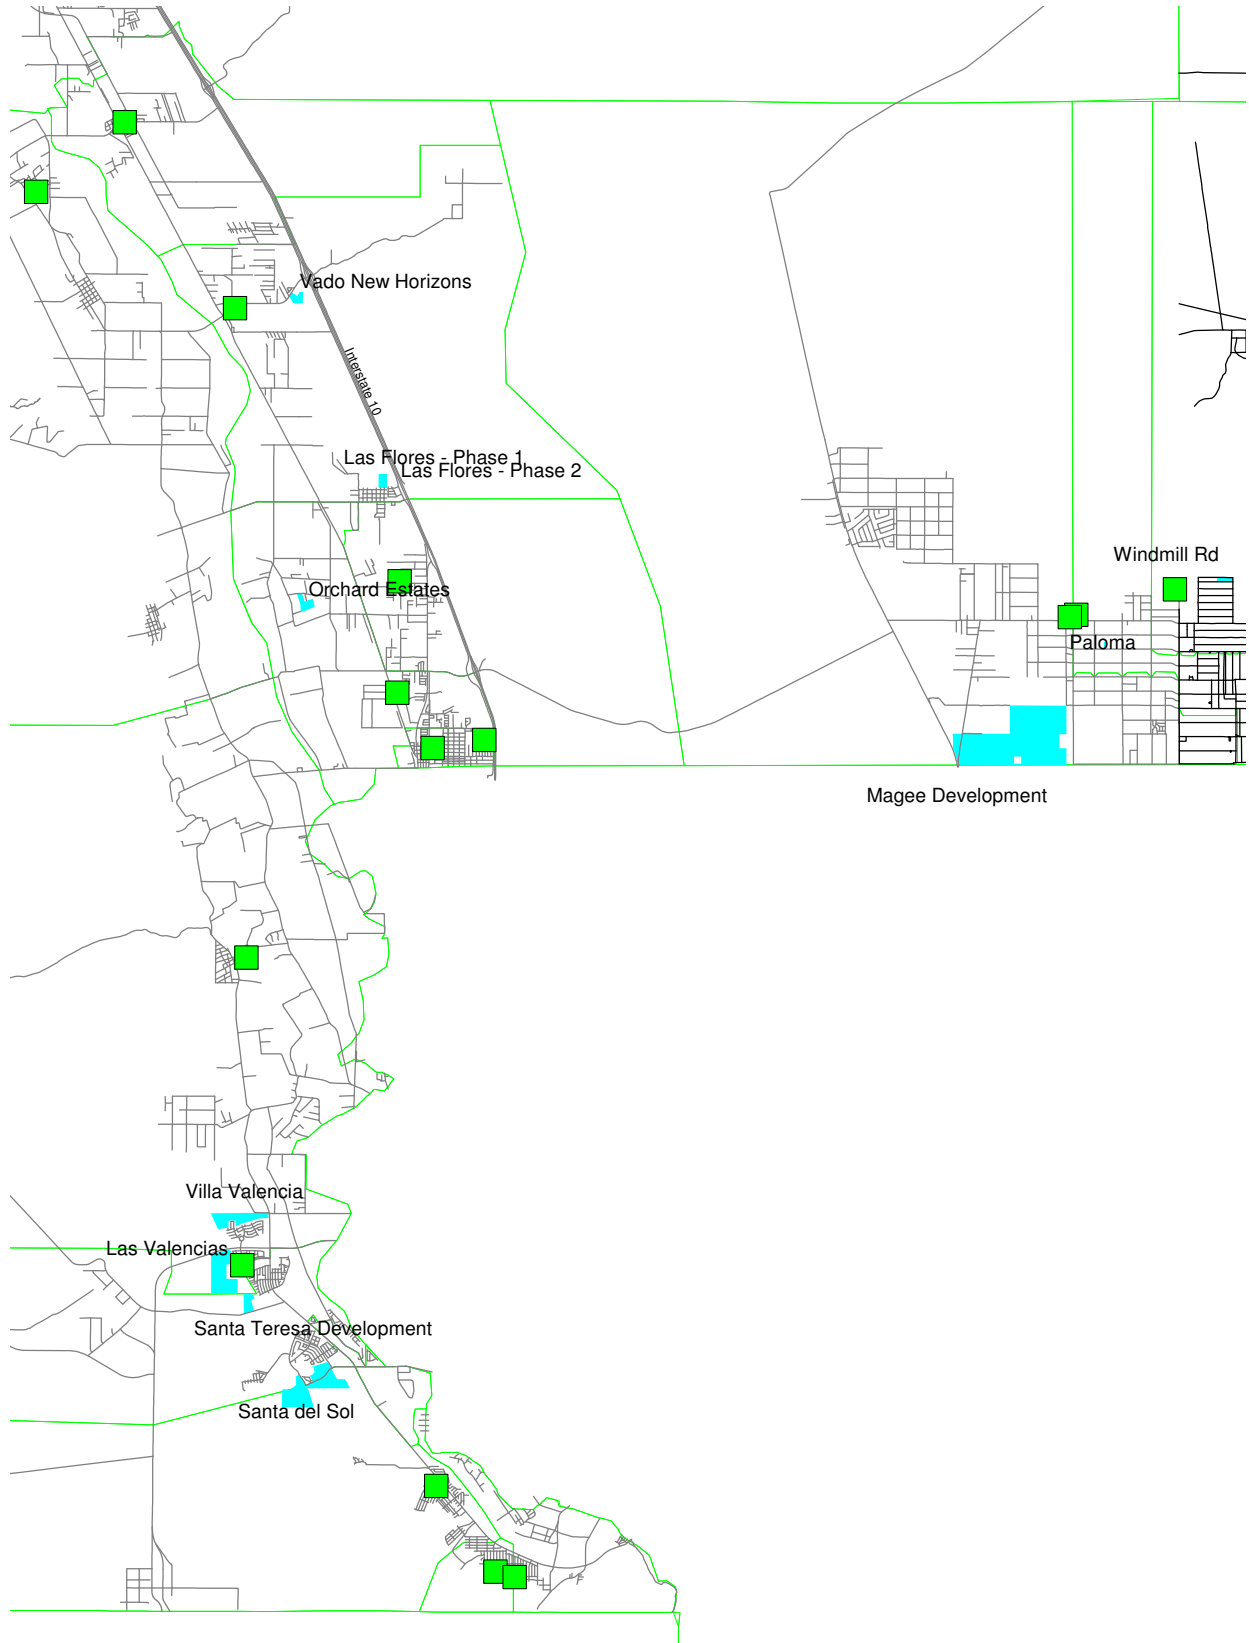 Vado New Horizons
Interstate 10
Las Flores - Phase 1
Las Flores - Phase 2
Windmill Rd
Orchard Estates
Paloma
Magee Development
Villa Valencia
Las Valencias
Santa Teresa Development
Santa del Sol